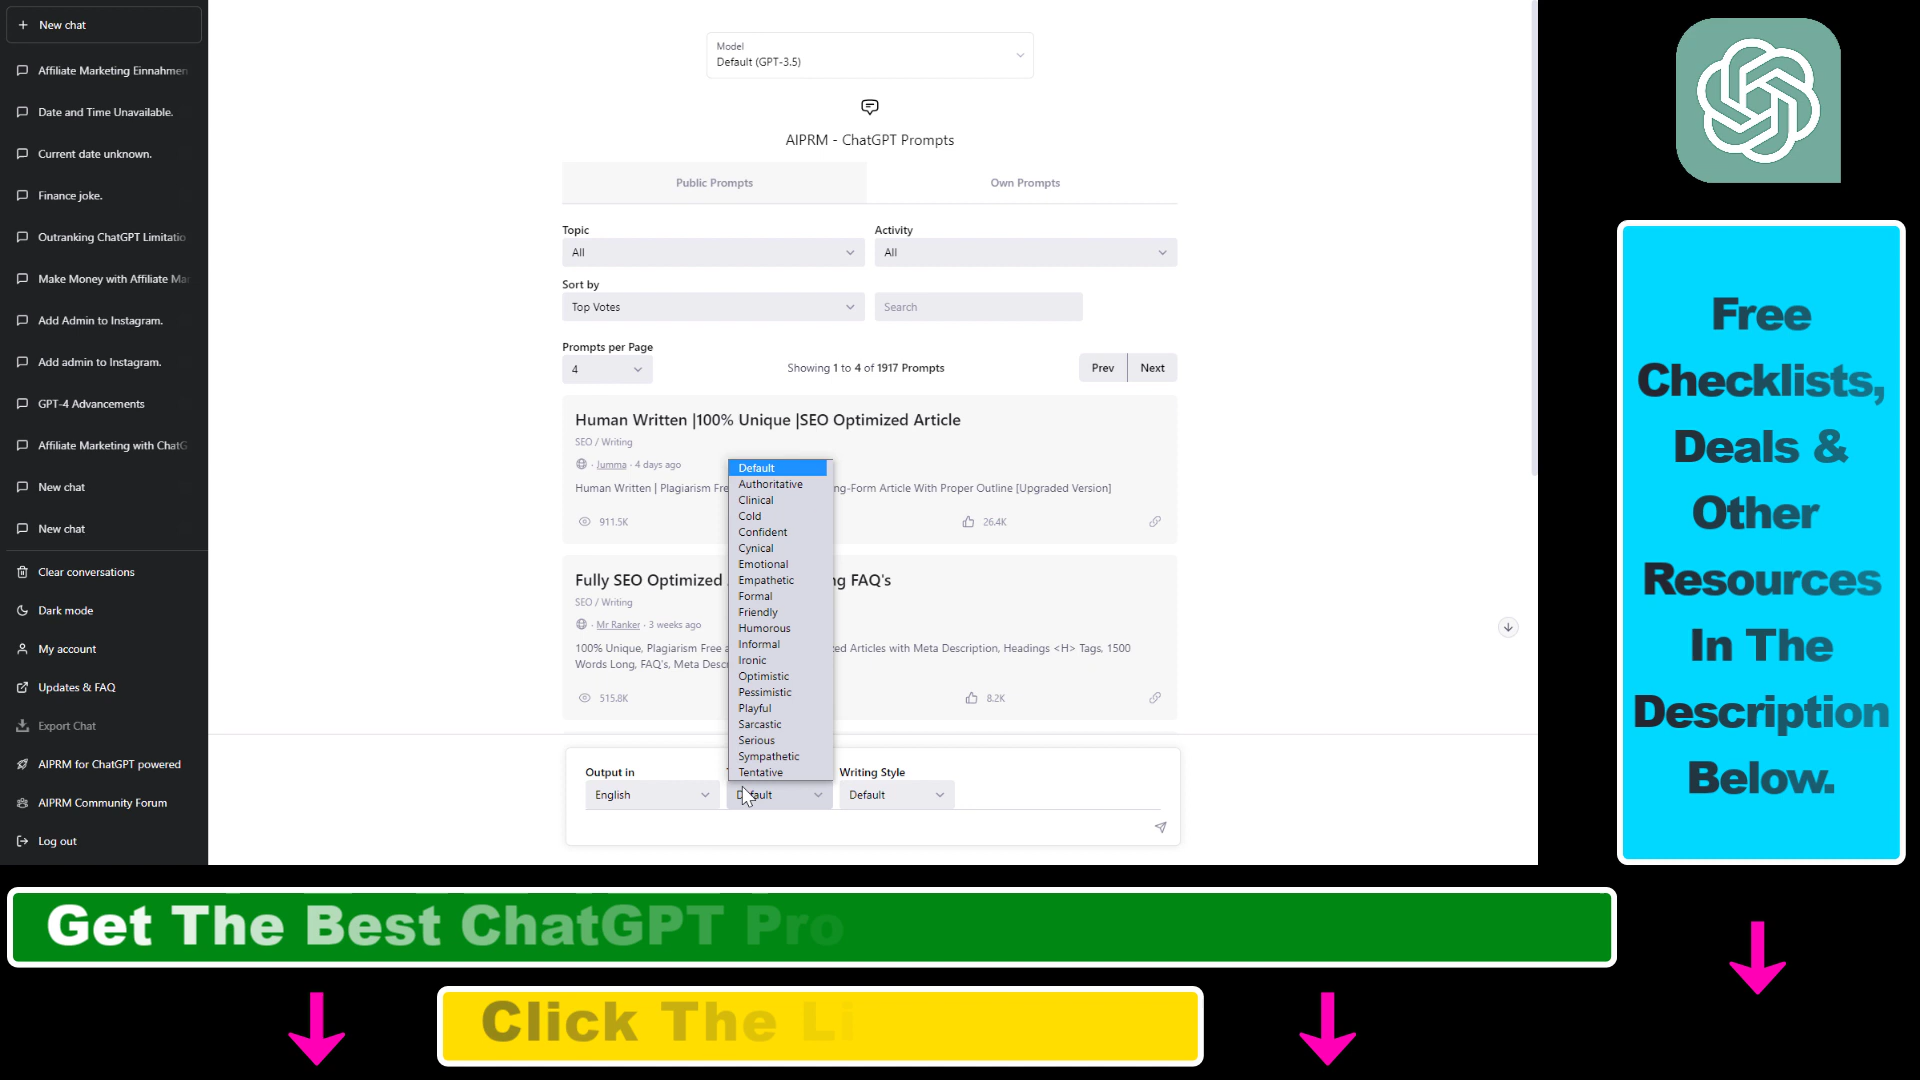 New chat
Affiliate Marketing Einnahmen
Date and Time Unavailable.
Current date unknown.
Finance joke.
Outranking ChatGPT Limitatio
Make Money with Affiliate Ma
Add Admin to Instagram.
Add admin to Instagram.
GPT-4 Advancements
Affiliate Marketing with ChatG
New chat
New chat
Clear conversations
Dark mode
My account
Updates & FAQ
Export Chat
AIPRM for ChatGPT powered
AIPRM Community Forum
Log out
Model
Default (GPT-3.5)
AIPRM - ChatGPT Prompts
Public Prompts
Own Prompts
Topic
All
Activity
All
Sort by
Top Votes
Search
Prompts per Page
4
Showing 1 to 4 of 1917 Prompts
Prev
Next
Human Written |100% Unique |SEO Optimized Article
SEO / Writing
· Jumma · 4 days ago
Human Written | Plagiarism Fre
ng-Form Article With Proper Outline [Upgraded Version]
911.5K
26.4K
Fully SEO Optimized
ng FAQ's
SEO / Writing
· Mr Ranker · 3 weeks ago
100% Unique, Plagiarism Free
ed Articles with Meta Description, Headings <H> Tags, 1500
Words Long, FAQ's, Meta Desc
515.8K
8.2K
Default
Authoritative
Clinical
Cold
Confident
Cynical
Emotional
Empathetic
Formal
Friendly
Humorous
Informal
Ironic
Optimistic
Pessimistic
Playful
Sarcastic
Serious
Sympathetic
Tentative
Output in
English
Default
Writing Style
Default
Free
Checklists,
Deals &
Other
Resources
In The
Description
Below.
Get The Best ChatGPT Pro
Click The Li